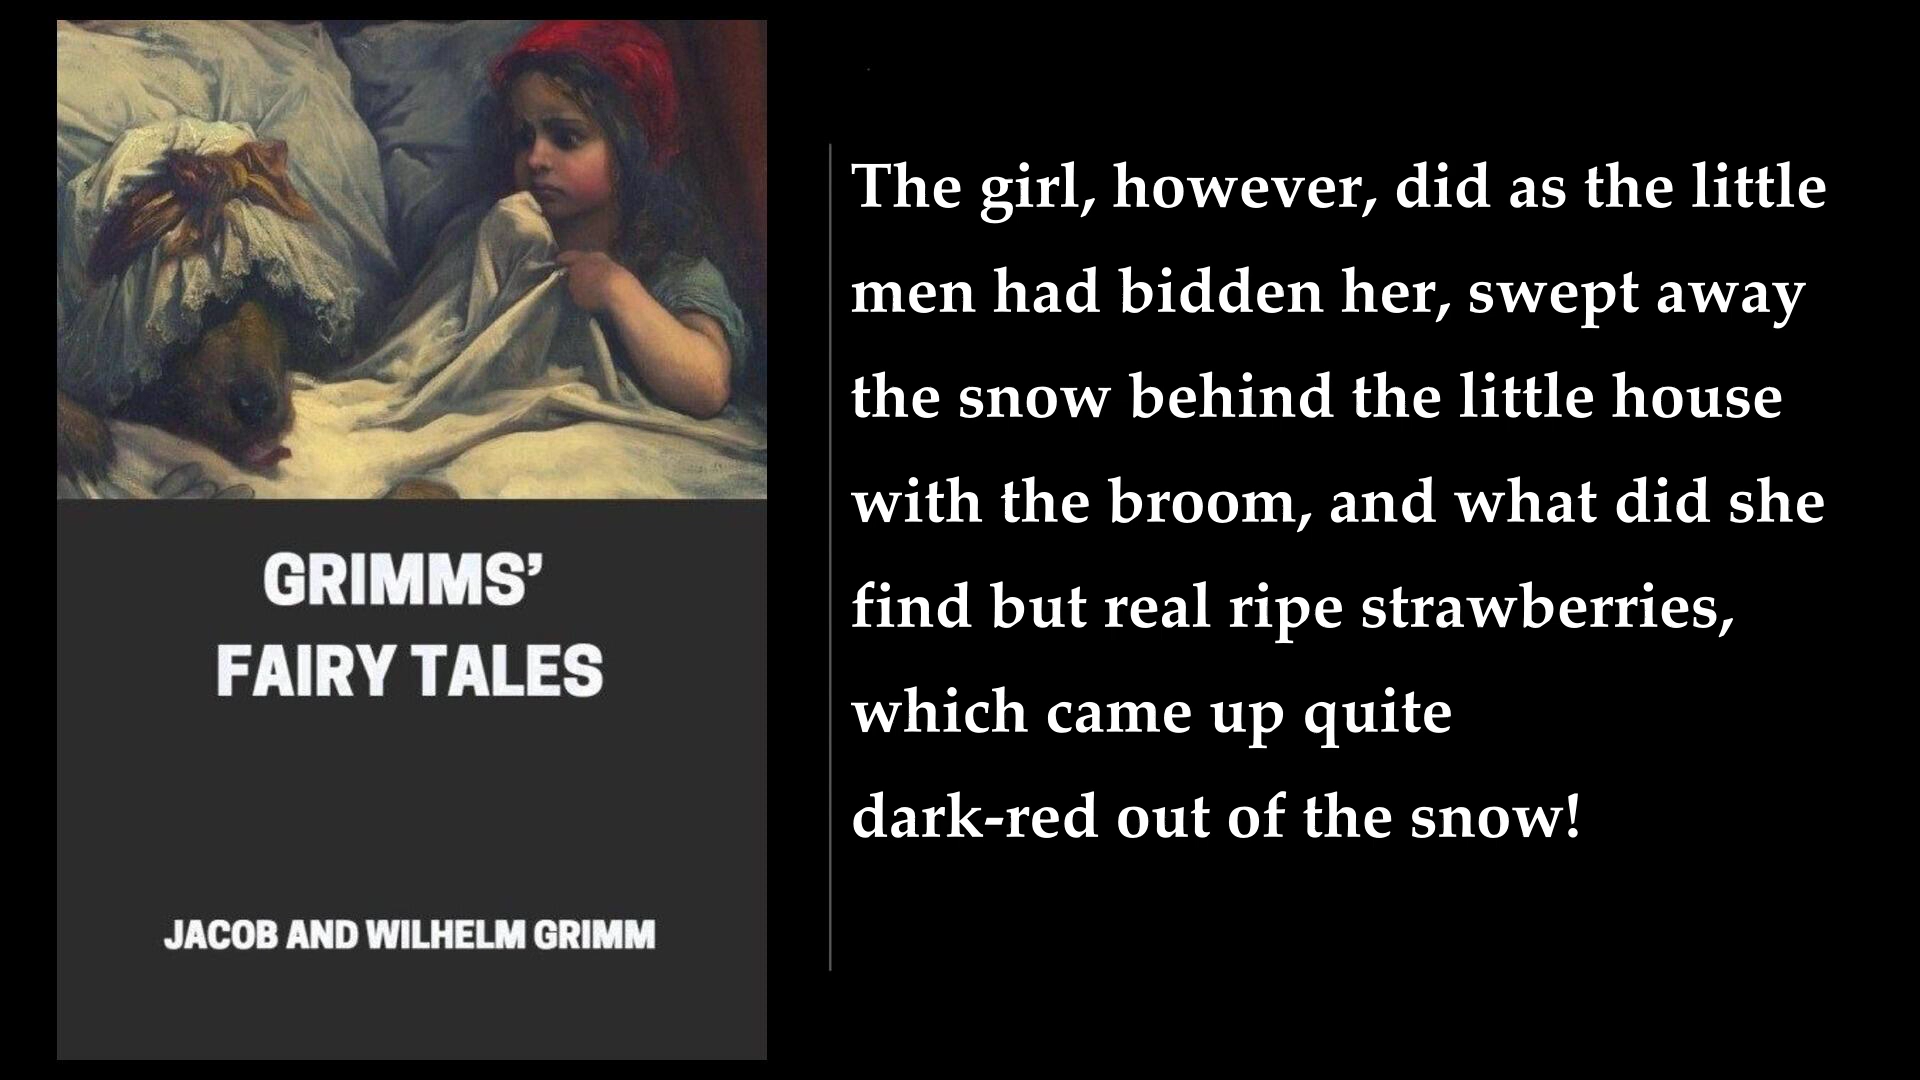 GRIMMS’
FAIRY TALES
JACOB AND WILHELM GRIMM
The girl, however, did as the little
men had bidden her, swept away
the snow behind the little house
with the broom, and what did she
find but real ripe strawberries,
which came up quite
dark-red out of the snow!